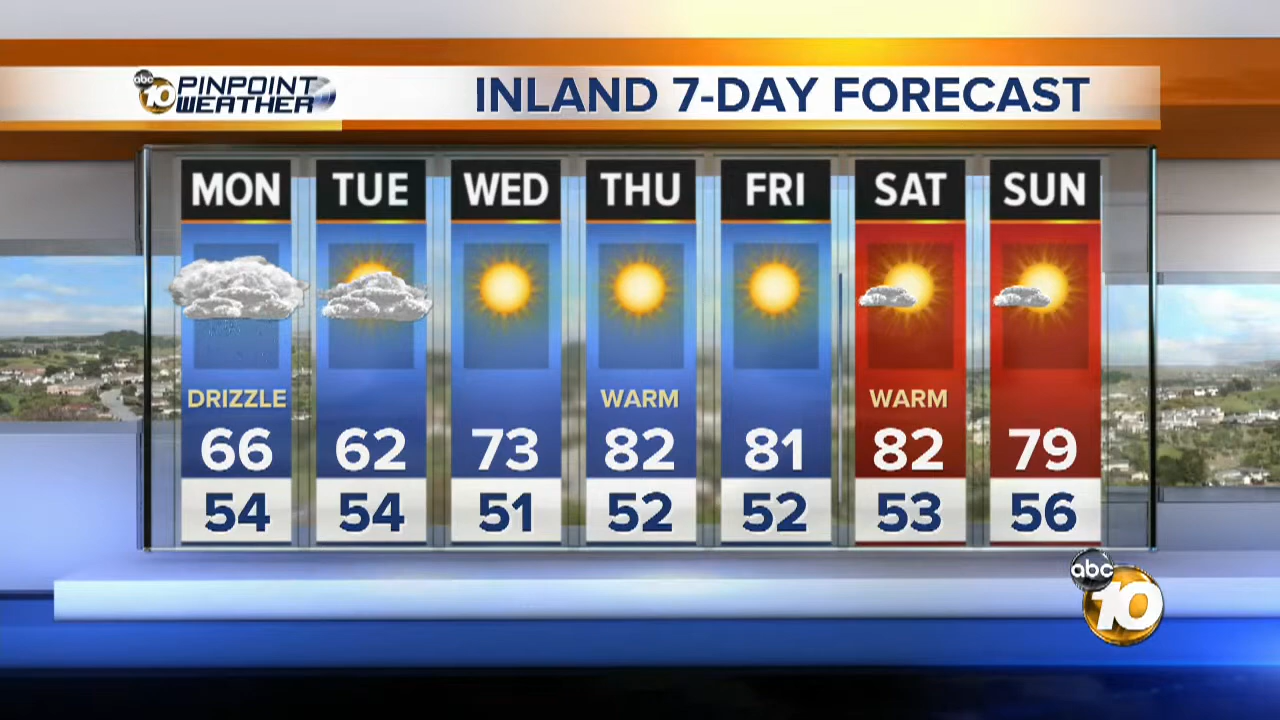 abc
10
PINPOINT
WEATHER
INLAND 7-DAY FORECAST
MON TUE WED THU FRI SAT SUN
DRIZZLE WARM WARM
66 62 73 82 81 82 79
54 54 51 52 52 53 56
abc
10